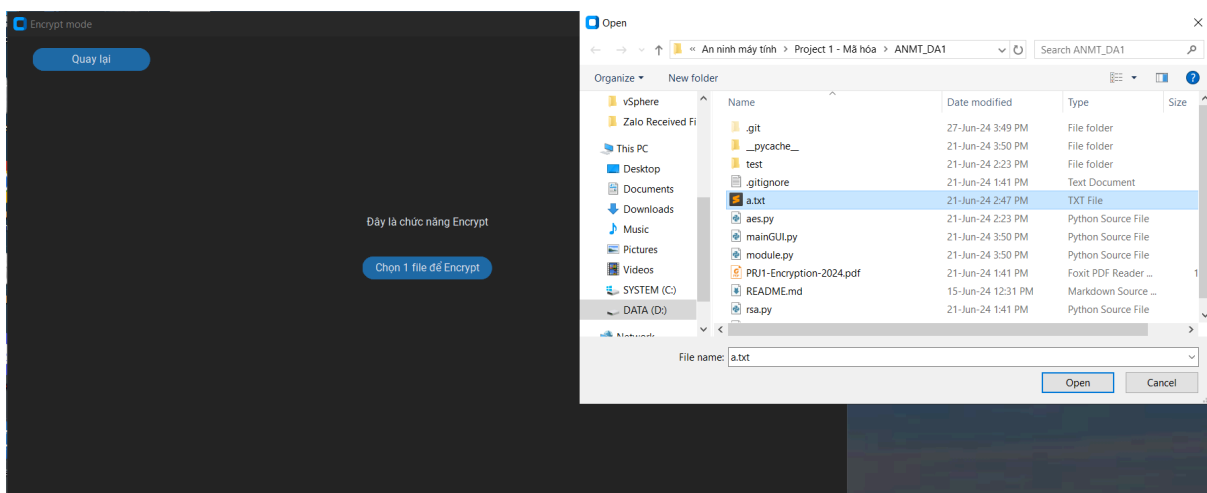 Encrypt mode
Quay lại
Đây là chức năng Encrypt
Chọn 1 file để Encrypt
Open
« An ninh máy tính > Project 1 - Mã hóa > ANMT_DA1
Search ANMT_DA1
Organize
New folder
vSphere
Zalo Received Fi
This PC
Desktop
Documents
Downloads
Music
Pictures
Videos
SYSTEM (C:)
DATA (D:)
Network
Name Date modified Type Size
.git 27-Jun-24 3:49 PM File folder
__pycache__ 21-Jun-24 3:50 PM File folder
test 21-Jun-24 2:23 PM File folder
.gitignore 21-Jun-24 1:41 PM Text Document
a.txt 21-Jun-24 2:47 PM TXT File
aes.py 21-Jun-24 2:23 PM Python Source File
mainGUI.py 21-Jun-24 3:50 PM Python Source File
module.py 21-Jun-24 3:50 PM Python Source File
PRJ1-Encryption-2024.pdf 21-Jun-24 1:41 PM Foxit PDF Reader ... 1
README.md 15-Jun-24 12:31 PM Markdown Source ...
rsa.py 21-Jun-24 1:41 PM Python Source File
File name: a.txt
Open Cancel